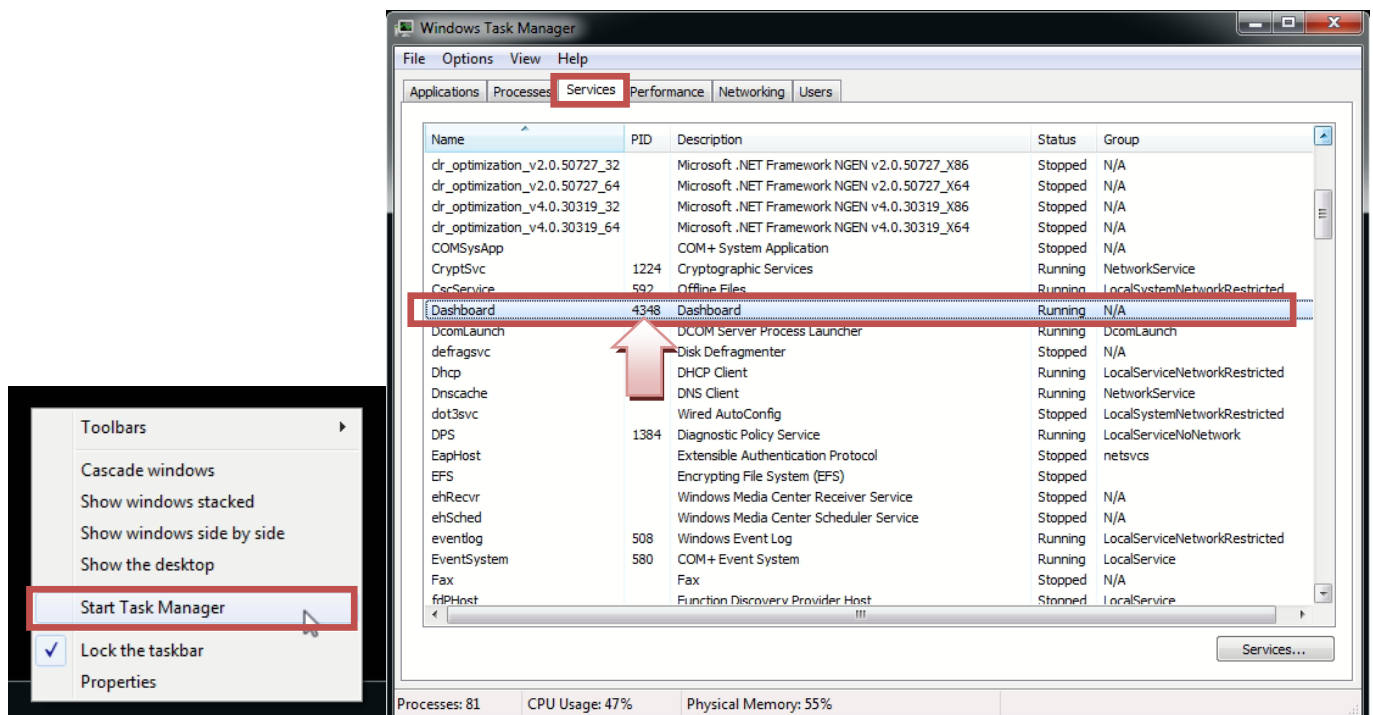 Toolbars
Cascade windows
Show windows stacked
Show windows side by side
Show the desktop
Start Task Manager
Lock the taskbar
Properties
Windows Task Manager
File Options View Help
Applications Processes Services Performance Networking Users
Name PID Description Status Group
clr_optimization_v2.0.50727_32 Microsoft .NET Framework NGEN v2.0.50727_X86 Stopped N/A
clr_optimization_v2.0.50727_64 Microsoft .NET Framework NGEN v2.0.50727_X64 Stopped N/A
clr_optimization_v4.0.30319_32 Microsoft .NET Framework NGEN v4.0.30319_X86 Stopped N/A
clr_optimization_v4.0.30319_64 Microsoft .NET Framework NGEN v4.0.30319_X64 Stopped N/A
COMSysApp COM+ System Application Stopped N/A
CryptSvc 1224 Cryptographic Services Running NetworkService
CscService 592 Offline Files Running LocalSystemNetworkRestricted
Dashboard 4348 Dashboard Running N/A
DcomLaunch DCOM Server Process Launcher Running DcomLaunch
defragsvc Disk Defragmenter Stopped N/A
Dhcp DHCP Client Running LocalServiceNetworkRestricted
Dnscache DNS Client Running NetworkService
dot3svc Wired AutoConfig Stopped LocalSystemNetworkRestricted
DPS 1384 Diagnostic Policy Service Running LocalServiceNoNetwork
EapHost Extensible Authentication Protocol Stopped netsvcs
EFS Encrypting File System (EFS) Stopped
ehRecvr Windows Media Center Receiver Service Stopped N/A
ehSched Windows Media Center Scheduler Service Stopped N/A
eventlog 508 Windows Event Log Running LocalServiceNetworkRestricted
EventSystem 580 COM+ Event System Running LocalService
Fax Fax Stopped N/A
fdPHost Function Discovery Provider Host Stopped LocalService
Services...
Processes: 81 CPU Usage: 47% Physical Memory: 55%